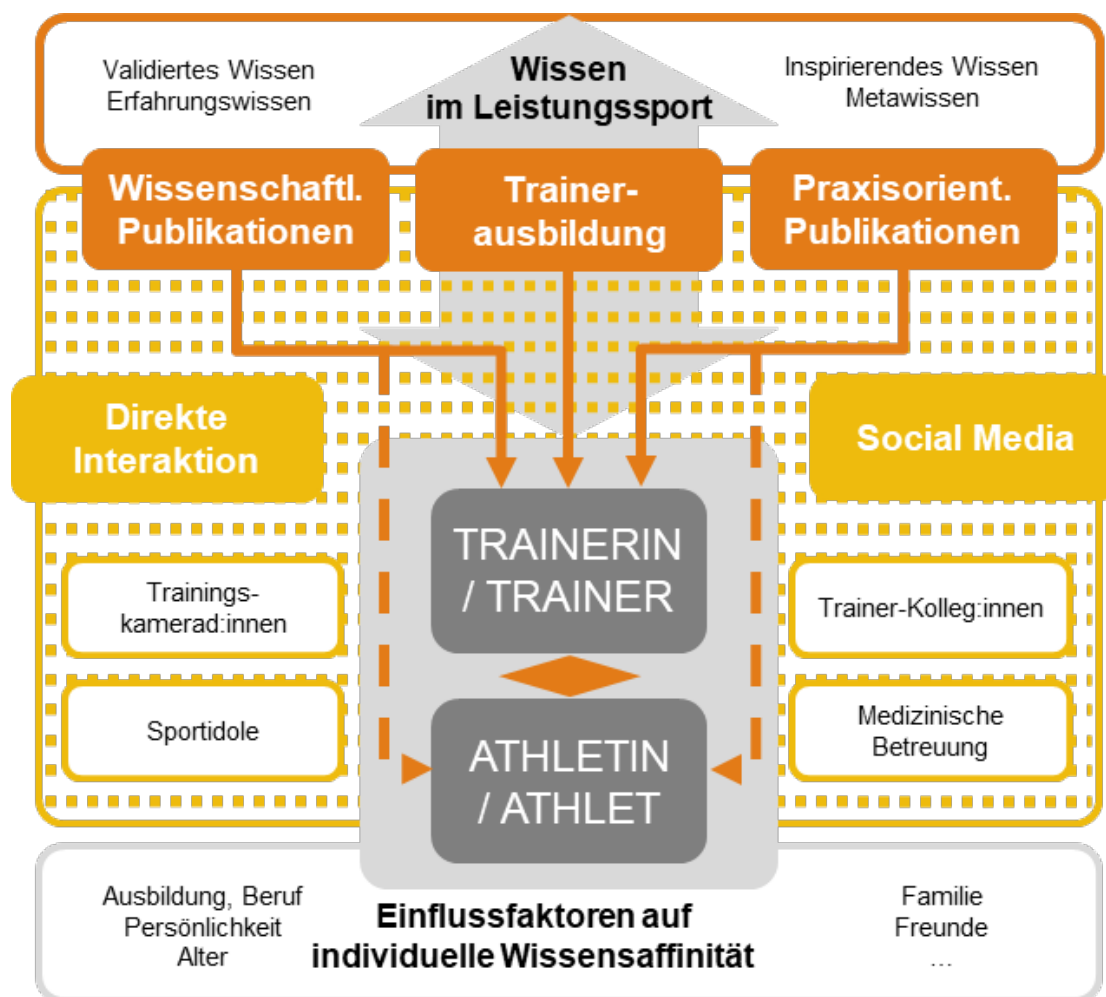 Validiertes Wissen
Erfahrungswissen
Wissen
im Leistungssport
Inspirierendes Wissen
Metawissen
Wissenschaftl.
Publikationen
Trainer-
ausbildung
Praxisorient.
Publikationen
Direkte
Interaktion
Social Media
TRAINERIN
/ TRAINER
Trainings-
kamerad:innen
Trainer-Kolleg:innen
Sportidole
ATHLETIN
/ ATHLET
Medizinische
Betreuung
Ausbildung, Beruf
Persönlichkeit
Alter
Einflussfaktoren auf
individuelle Wissensaffinität
Familie
Freunde
...